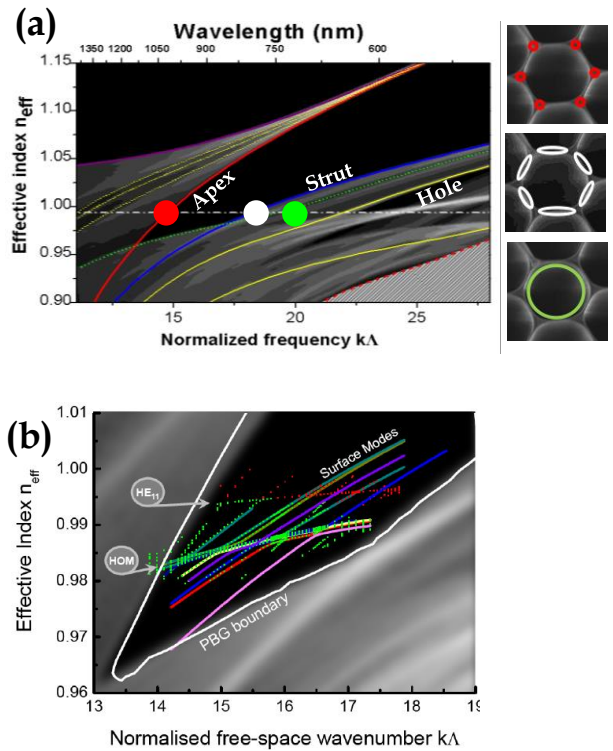 (a)
Wavelength (nm)
1350 1200 1050 900 750 600
1.15
1.10
1.05
1.00
0.95
0.90
Effective index neff
Apex
Strut
Hole
15 20 25
Normalized frequency kΛ
(b)
1.01
1.00
0.99
0.98
0.97
0.96
Effective Index neff
HE11
HOM
Surface Modes
PBG boundary
13 14 15 16 17 18 19
Normalised free-space wavenumber kΛ